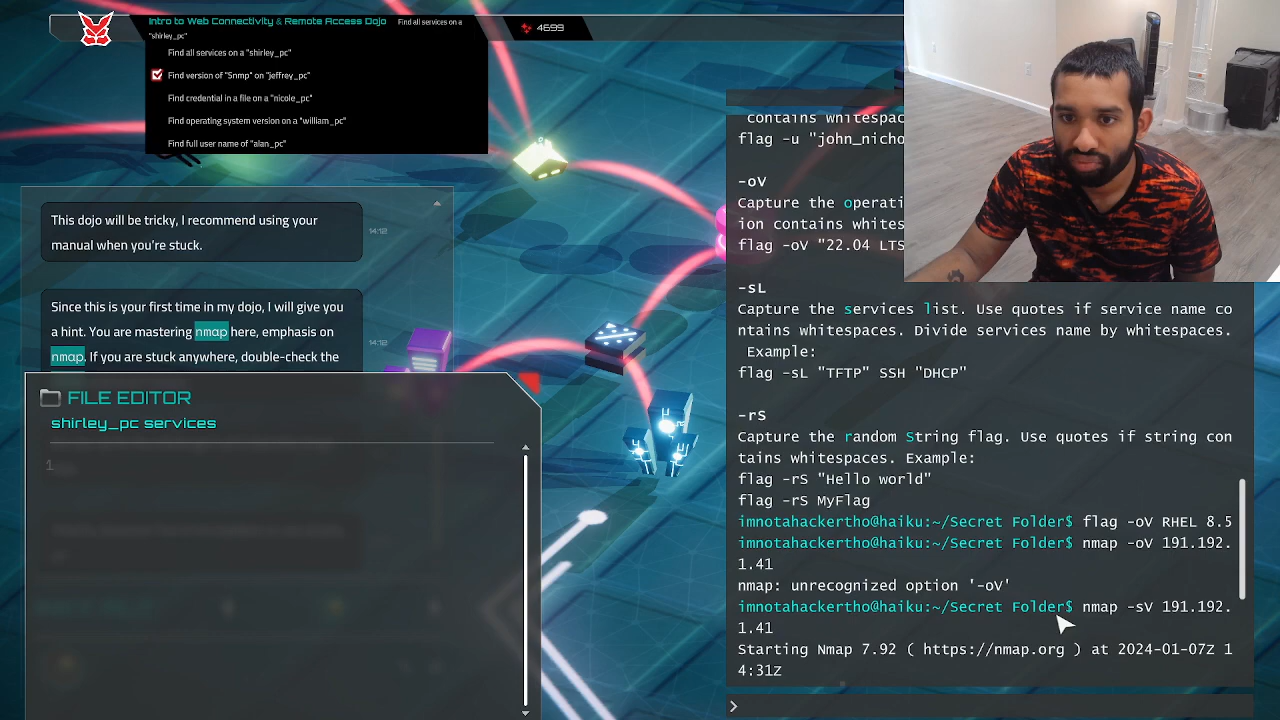 Intro to Web Connectivity & Remote Access Dojo
Find all services on a
"shirley_pc"
4699
Find all services on a "shirley_pc"
Find version of "Snmp" on "jeffrey_pc"
Find credential in a file on a "nicole_pc"
Find operating system version on a "william_pc"
Find full user name of "alan_pc"
This dojo will be tricky, I recommend using your
manual when you're stuck.
14:12
Since this is your first time in my dojo, I will give you
a hint. You are mastering nmap here, emphasis on
nmap. If you are stuck anywhere, double-check the
14:12
FILE EDITOR
shirley_pc services
1
contains whitespac
flag -u "john_nicho
-oV
Capture the operati
ion contains whites
flag -oV "22.04 LTS
-sL
Capture the services list. Use quotes if service name co
ntains whitespaces. Divide services name by whitespaces.
Example:
flag -sL "TFTP" SSH "DHCP"
-rS
Capture the random String flag. Use quotes if string con
tains whitespaces. Example:
flag -rS "Hello world"
flag -rS MyFlag
imnotahackertho@haiku:~/Secret Folder$ flag -oV RHEL 8.5
imnotahackertho@haiku:~/Secret Folder$ nmap -oV 191.192.
1.41
nmap: unrecognized option '-oV'
imnotahackertho@haiku:~/Secret Folder$ nmap -sV 191.192.
1.41
Starting Nmap 7.92 ( https://nmap.org ) at 2024-01-07Z 1
4:31Z
>